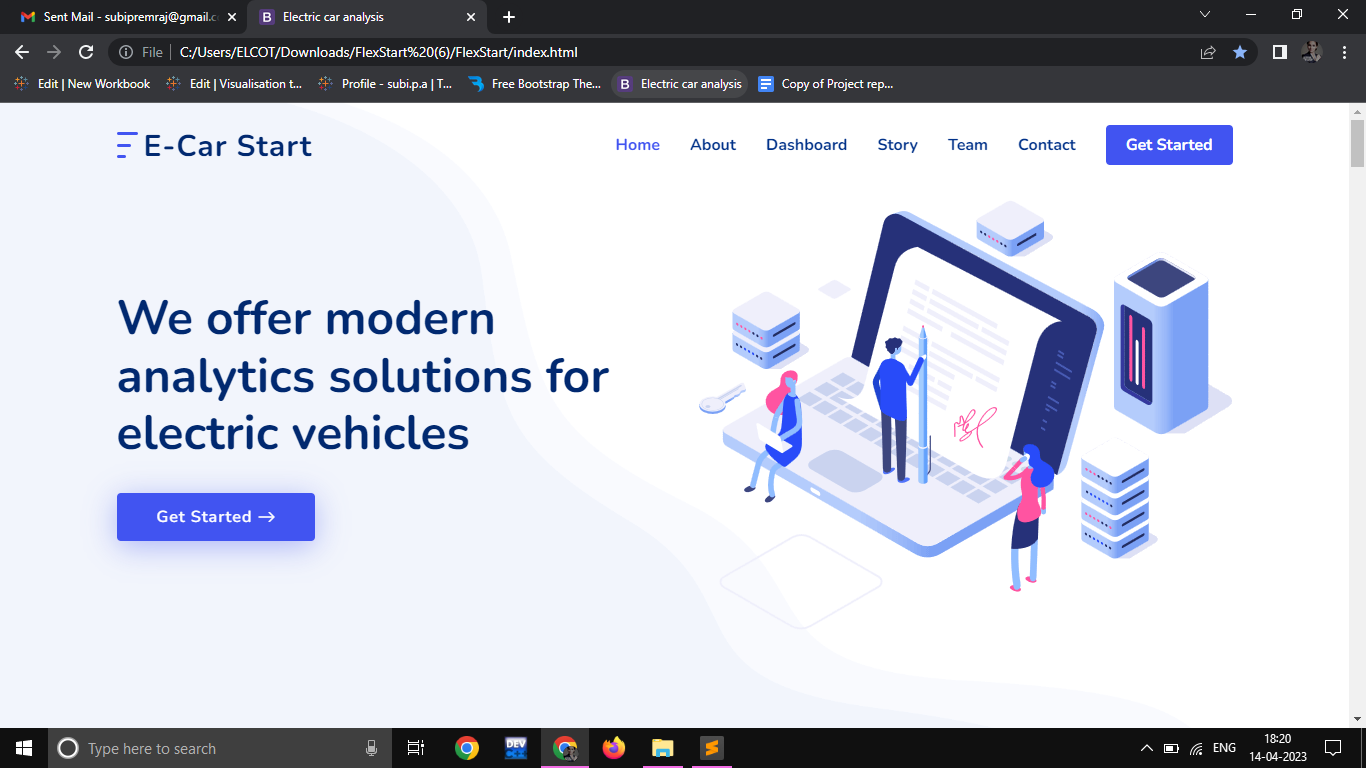 Sent Mail - subipremraj@gmail.c
Electric car analysis
File
C:/Users/ELCOT/Downloads/FlexStart%20(6)/FlexStart/index.html
Edit | New Workbook
Edit | Visualisation t...
Profile - subi.p.a | T...
Free Bootstrap The...
B Electric car analysis
Copy of Project rep...
E-Car Start
Home
About
Dashboard
Story
Team
Contact
Get Started
We offer modern
analytics solutions for
electric vehicles
Get Started →
Type here to search
DEV
ENG
18:20
14-04-2023